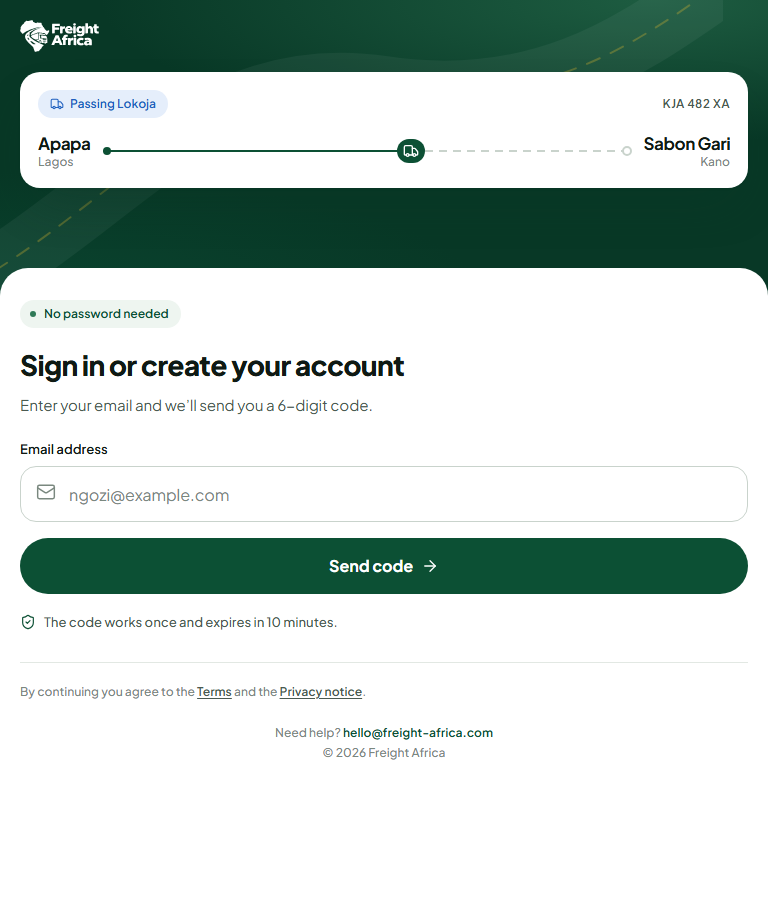 Freight
Africa
Passing Lokoja
KJA 482 XA
Apapa
Lagos
Sabon Gari
Kano
No password needed
Sign in or create your account
Enter your email and we'll send you a 6-digit code.
Email address
ngozi@example.com
Send code
The code works once and expires in 10 minutes.
By continuing you agree to the Terms and the Privacy notice.
Need help? hello@freight-africa.com
© 2026 Freight Africa